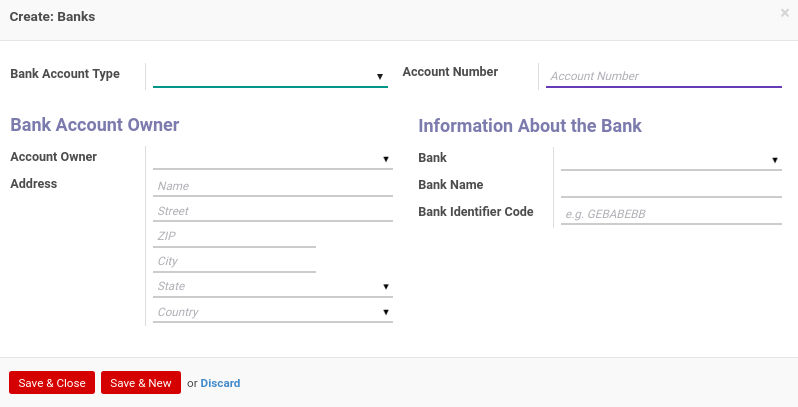 Create: Banks
×
Bank Account Type
Account Number
Account Number
Bank Account Owner
Account Owner
Address
Name
Street
ZIP
City
State
Country
Information About the Bank
Bank
Bank Name
Bank Identifier Code
e.g. GEBABEBB
Save & Close
Save & New
or Discard